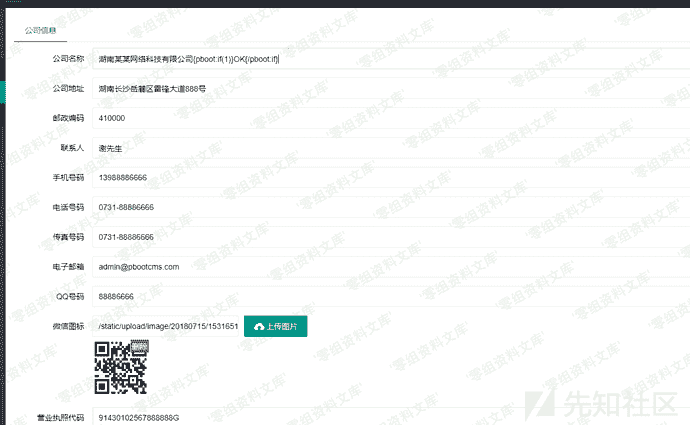 公司信息
公司名称 湖南某某网络科技有限公司{pboot:if(1)}OK{/pboot:if}
公司地址 湖南长沙岳麓区雷锋大道888号
邮政编码 410000
联系人 谢先生
手机号码 13988886666
电话号码 0731-88886666
传真号码 0731-88886666
电子邮箱 admin@pbootcms.com
QQ号码 88886666
微信图标 /static/upload/image/20180715/1531651 上传图片
删除
营业执照代码 91430102567888888G
零组资料文库
先知社区